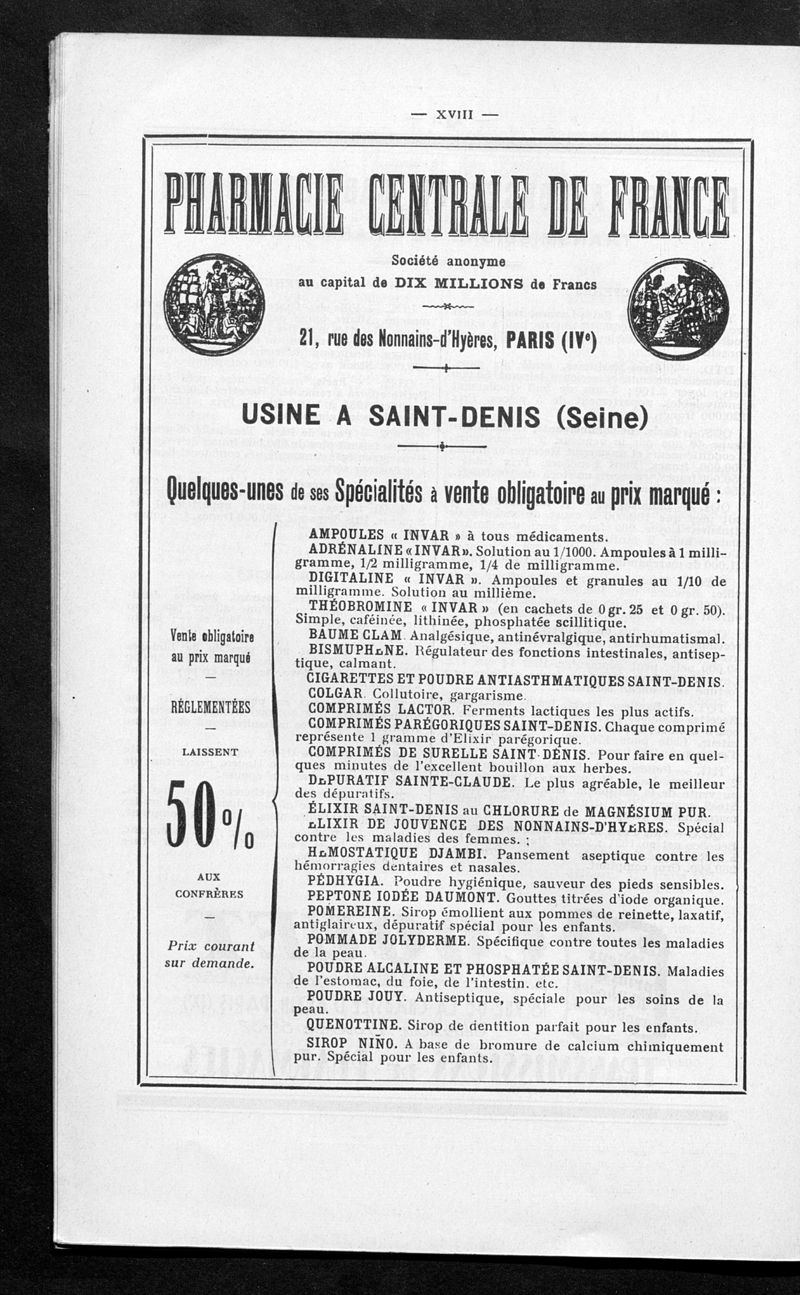 — XVIII —
PHARMACIE CENTRALE DE FRANCE
Société anonyme
au capital de DIX MILLIONS de Francs
21, rue des Nonnains-d'Hyères, PARIS (IVe)
USINE A SAINT-DENIS (Seine)
Quelques-unes de ses Spécialités à vente obligatoire au prix marqué :
Vente obligatoire
au prix marqué
—
RÉGLEMENTÉES
—
LAISSENT
50%
AUX
CONFRÈRES
—
Prix courant
sur demande.
AMPOULES « INVAR » à tous médicaments.
ADRÉNALINE «INVAR». Solution au 1/1000. Ampoules à 1 milli-
gramme, 1/2 milligramme, 1/4 de milligramme.
DIGITALINE « INVAR ». Ampoules et granules au 1/10 de
milligramme. Solution au millième.
THÉOBROMINE « INVAR » (en cachets de 0 gr. 25 et 0 gr. 50).
Simple, caféinée, lithinée, phosphatée scillitique.
BAUME CLAM. Analgésique, antinévralgique, antirhumatismal.
BISMUPHÈNE. Régulateur des fonctions intestinales, antisep-
tique, calmant.
CIGARETTES ET POUDRE ANTIASTHMATIQUES SAINT-DENIS.
COLGAR. Collutoire, gargarisme.
COMPRIMÉS LACTOR. Ferments lactiques les plus actifs.
COMPRIMÉS PARÉGORIQUES SAINT-DENIS. Chaque comprimé
représente 1 gramme d'Elixir parégorique.
COMPRIMÉS DE SURELLE SAINT-DENIS. Pour faire en quel-
ques minutes de l'excellent bouillon aux herbes.
DÉPURATIF SAINTE-CLAUDE. Le plus agréable, le meilleur
des dépuratifs.
ÉLIXIR SAINT-DENIS au CHLORURE de MAGNÉSIUM PUR.
ÉLIXIR DE JOUVENCE DES NONNAINS-D'HYÈRES. Spécial
contre les maladies des femmes. ;
HÉMOSTATIQUE DJAMBI. Pansement aseptique contre les
hémorragies dentaires et nasales.
PÉDHYGIA. Poudre hygiénique, sauveur des pieds sensibles.
PEPTONE IODÉE DAUMONT. Gouttes titrées d'iode organique.
POMEREINE. Sirop émollient aux pommes de reinette, laxatif,
antiglaireux, dépuratif spécial pour les enfants.
POMMADE JOLYDERME. Spécifique contre toutes les maladies
de la peau.
POUDRE ALCALINE ET PHOSPHATÉE SAINT-DENIS. Maladies
de l'estomac, du foie, de l'intestin. etc.
POUDRE JOUY. Antiseptique, spéciale pour les soins de la
peau.
QUENOTTINE. Sirop de dentition parfait pour les enfants.
SIROP NIÑO. A base de bromure de calcium chimiquement
pur. Spécial pour les enfants.